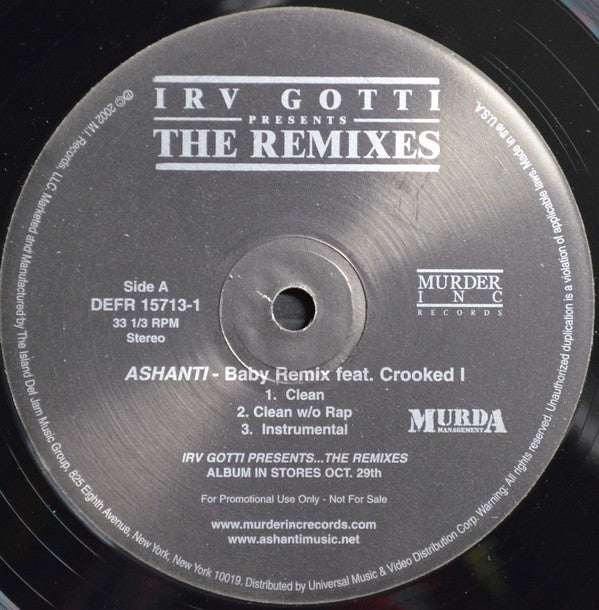 IRV GOTTI
PRESENTS
THE REMIXES
MURDER
INC
RECORDS
Side A
DEFR 15713-1
33 1/3 RPM
Stereo
ASHANTI - Baby Remix feat. Crooked I
1. Clean
2. Clean w/o Rap
3. Instrumental
MURDA
MANAGEMENT
IRV GOTTI PRESENTS...THE REMIXES
ALBUM IN STORES OCT. 29th
For Promotional Use Only - Not For Sale
www.murderincrecords.com
www.ashantimusic.net
℗© 2002 M.I. Records, LLC. Marketed and Manufactured by The Island Def Jam Music Group, 825 Eighth Avenue, New York, New York 10019. Distributed by Universal Music & Video Distribution Corp. Warning: All rights reserved. Unauthorized duplication is a violation of applicable laws. Made in the U.S.A.